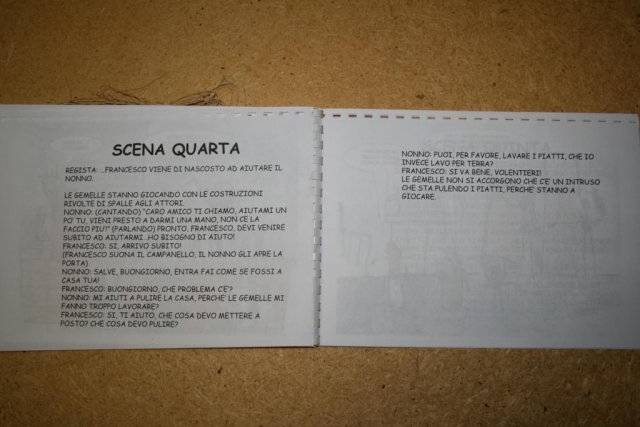 SCENA QUARTA
REGISTA: ...FRANCESCO VIENE DI NASCOSTO AD AIUTARE IL
NONNO.
LE GEMELLE STANNO GIOCANDO CON LE COSTRUZIONI
RIVOLTE DI SPALLE AGLI ATTORI.
NONNO: (CANTANDO) "CARO AMICO TI CHIAMO, AIUTAMI UN
PO' TU, VIENI PRESTO A DARMI UNA MANO, NON CE LA
FACCIO PIU'!" (PARLANDO) PRONTO, FRANCESCO, DEVI VENIRE
SUBITO AD AIUTARMI...HO BISOGNO DI AIUTO!
FRANCESCO: SI, ARRIVO SUBITO!
(FRANCESCO SUONA IL CAMPANELLO, IL NONNO GLI APRE LA
PORTA)
NONNO: SALVE, BUONGIORNO, ENTRA FAI COME SE FOSSI A
CASA TUA!
FRANCESCO: BUONGIORNO, CHE PROBLEMA C'E'?
NONNO: MI AIUTI A PULIRE LA CASA, PERCHE' LE GEMELLE MI
FANNO TROPPO LAVORARE?
FRANCESCO: SI, TI AIUTO, CHE COSA DEVO METTERE A
POSTO? CHE COSA DEVO PULIRE?
NONNO: PUOI, PER FAVORE, LAVARE I PIATTI, CHE IO
INVECE LAVO PER TERRA?
FRANCESCO: SI VA BENE, VOLENTIERI!
LE GEMELLE NON SI ACCORGONO CHE C'E' UN INTRUSO
CHE STA PULENDO I PIATTI, PERCHE' STANNO A
GIOCARE.